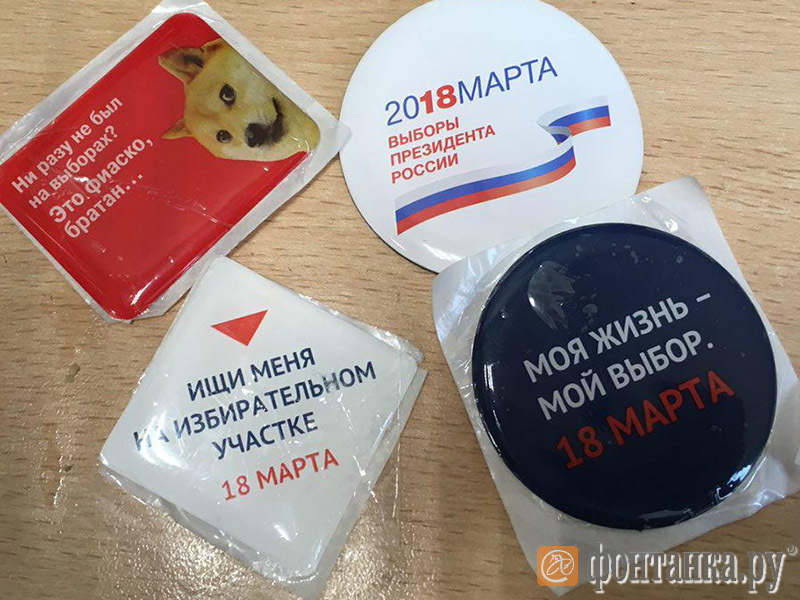 Ни разу не был
на выборах?
Это фиаско,
братан...
2018МАРТА
ВЫБОРЫ
ПРЕЗИДЕНТА
РОССИИ
ИЩИ МЕНЯ
НА ИЗБИРАТЕЛЬНОМ
УЧАСТКЕ
18 МАРТА
МОЯ ЖИЗНЬ –
МОЙ ВЫБОР.
18 МАРТА
фонтанка.ру®